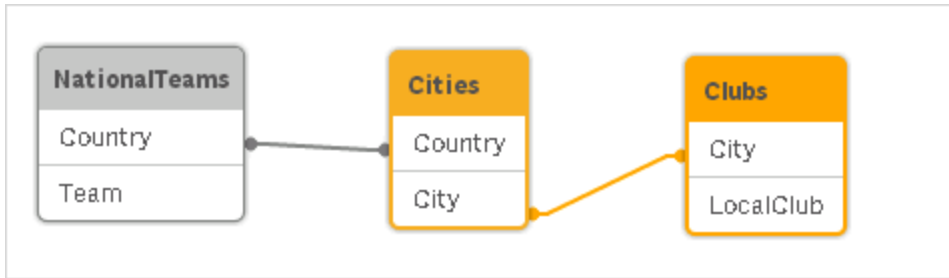 NationalTeams
Country
Team
Cities
Country
City
Clubs
City
LocalClub